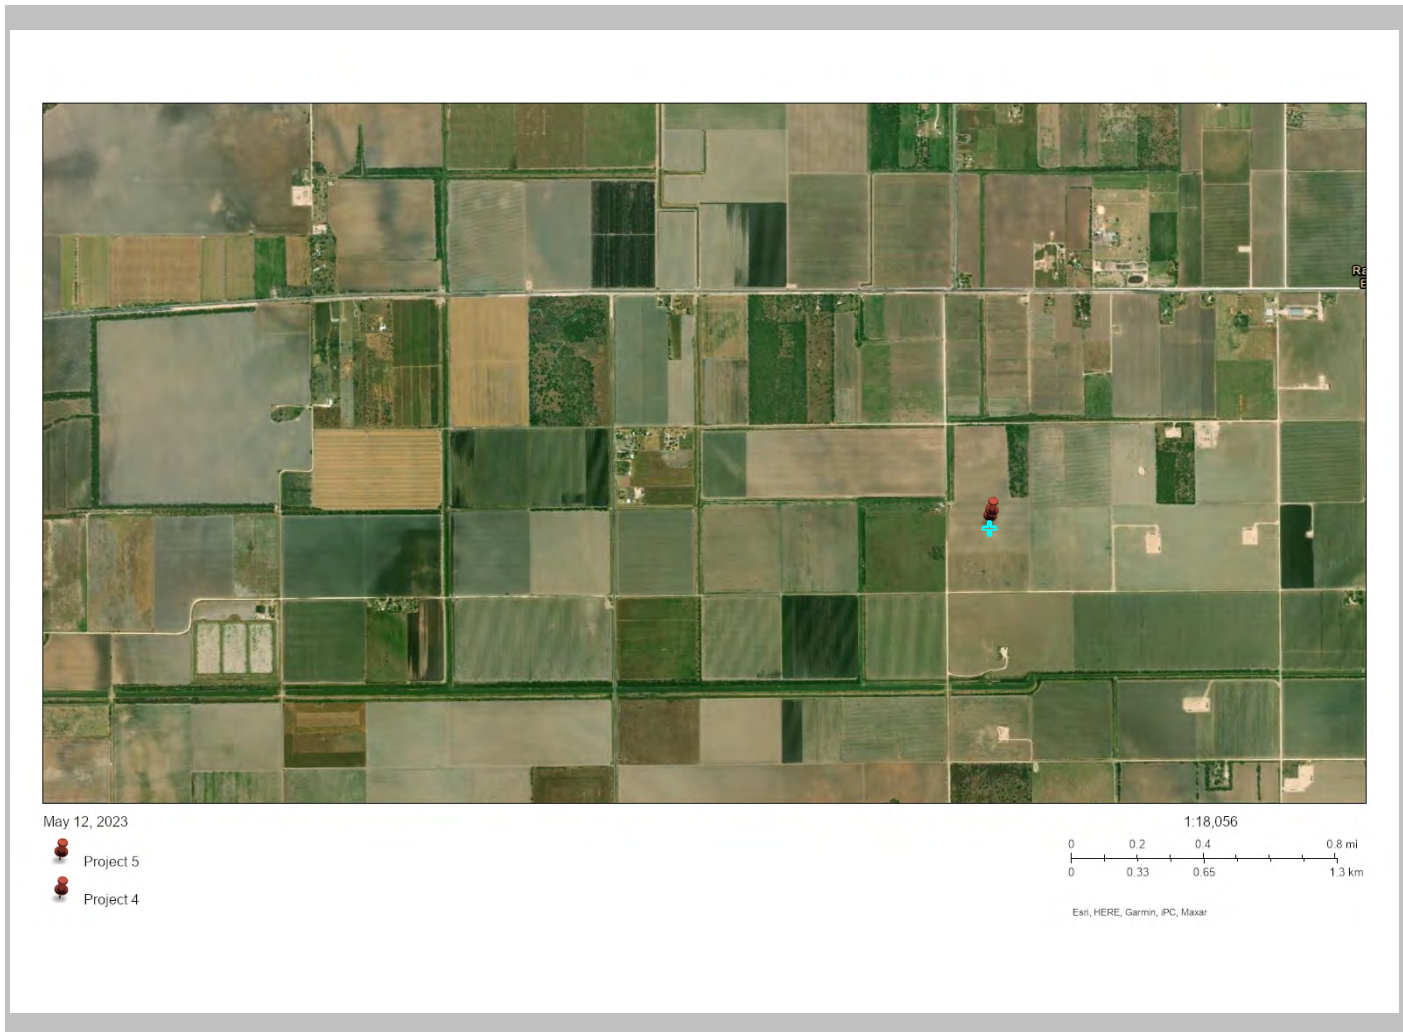 Ra
E
May 12, 2023
Project 5
Project 4
1:18,056
0 0.2 0.4 0.8 mi
0 0.33 0.65 1.3 km
Esri, HERE, Garmin, iPC, Maxar